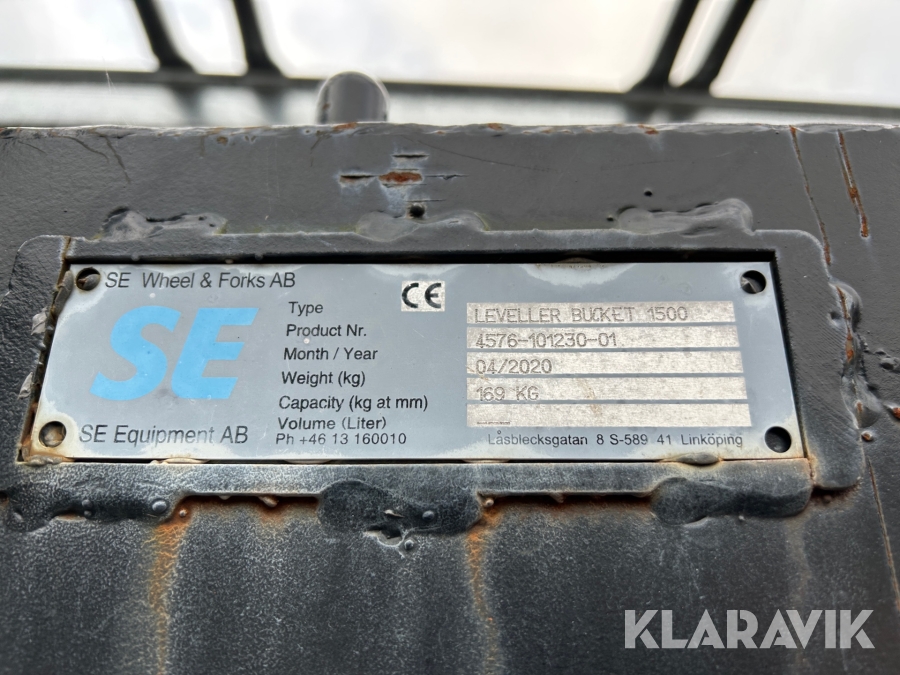 SE Wheel & Forks AB
CE
SE
Type LEVELLER BUCKET 1500
Product Nr. 4576-101230-01
Month / Year 04/2020
Weight (kg) 169 KG
Capacity (kg at mm)
Volume (Liter)
SE Equipment AB Ph +46 13 160010 Låsblecksgatan 8 S-589 41 Linköping
KLARAVIK